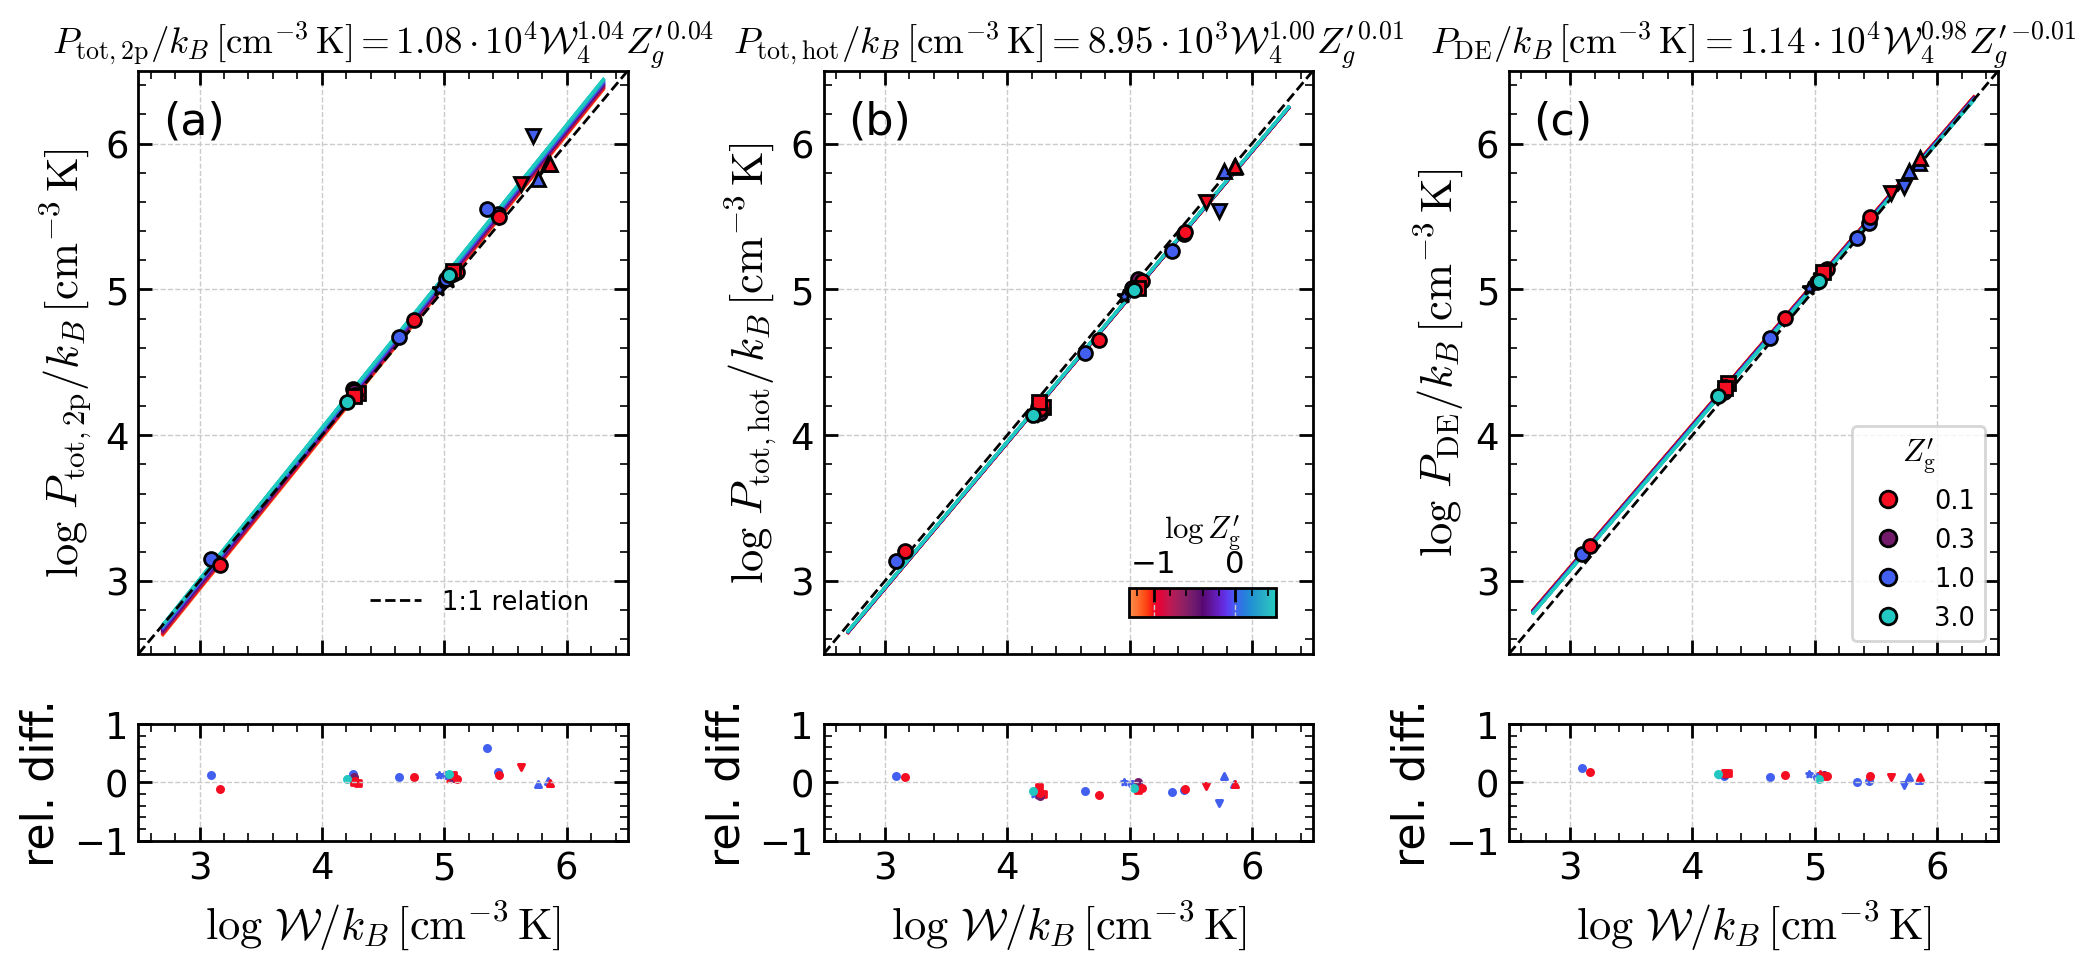 P_tot,2p/k_B [cm^−3 K] = 1.08 · 10^4 𝒲_4^1.04 Z_g′^0.04
P_tot,hot/k_B [cm^−3 K] = 8.95 · 10^3 𝒲_4^1.00 Z_g′^0.01
P_DE/k_B [cm^−3 K] = 1.14 · 10^4 𝒲_4^0.98 Z_g′^−0.01
(a)
log P_tot,2p/k_B [cm^−3 K]
6
5
4
3
1:1 relation
(b)
log P_tot,hot/k_B [cm^−3 K]
6
5
4
3
log Z_g′
−1 0
(c)
log P_DE/k_B [cm^−3 K]
6
5
4
3
Z_g′
0.1
0.3
1.0
3.0
rel. diff.
1
0
−1
3 4 5 6
log 𝒲/k_B [cm^−3 K]
rel. diff.
1
0
−1
3 4 5 6
log 𝒲/k_B [cm^−3 K]
rel. diff.
1
0
−1
3 4 5 6
log 𝒲/k_B [cm^−3 K]